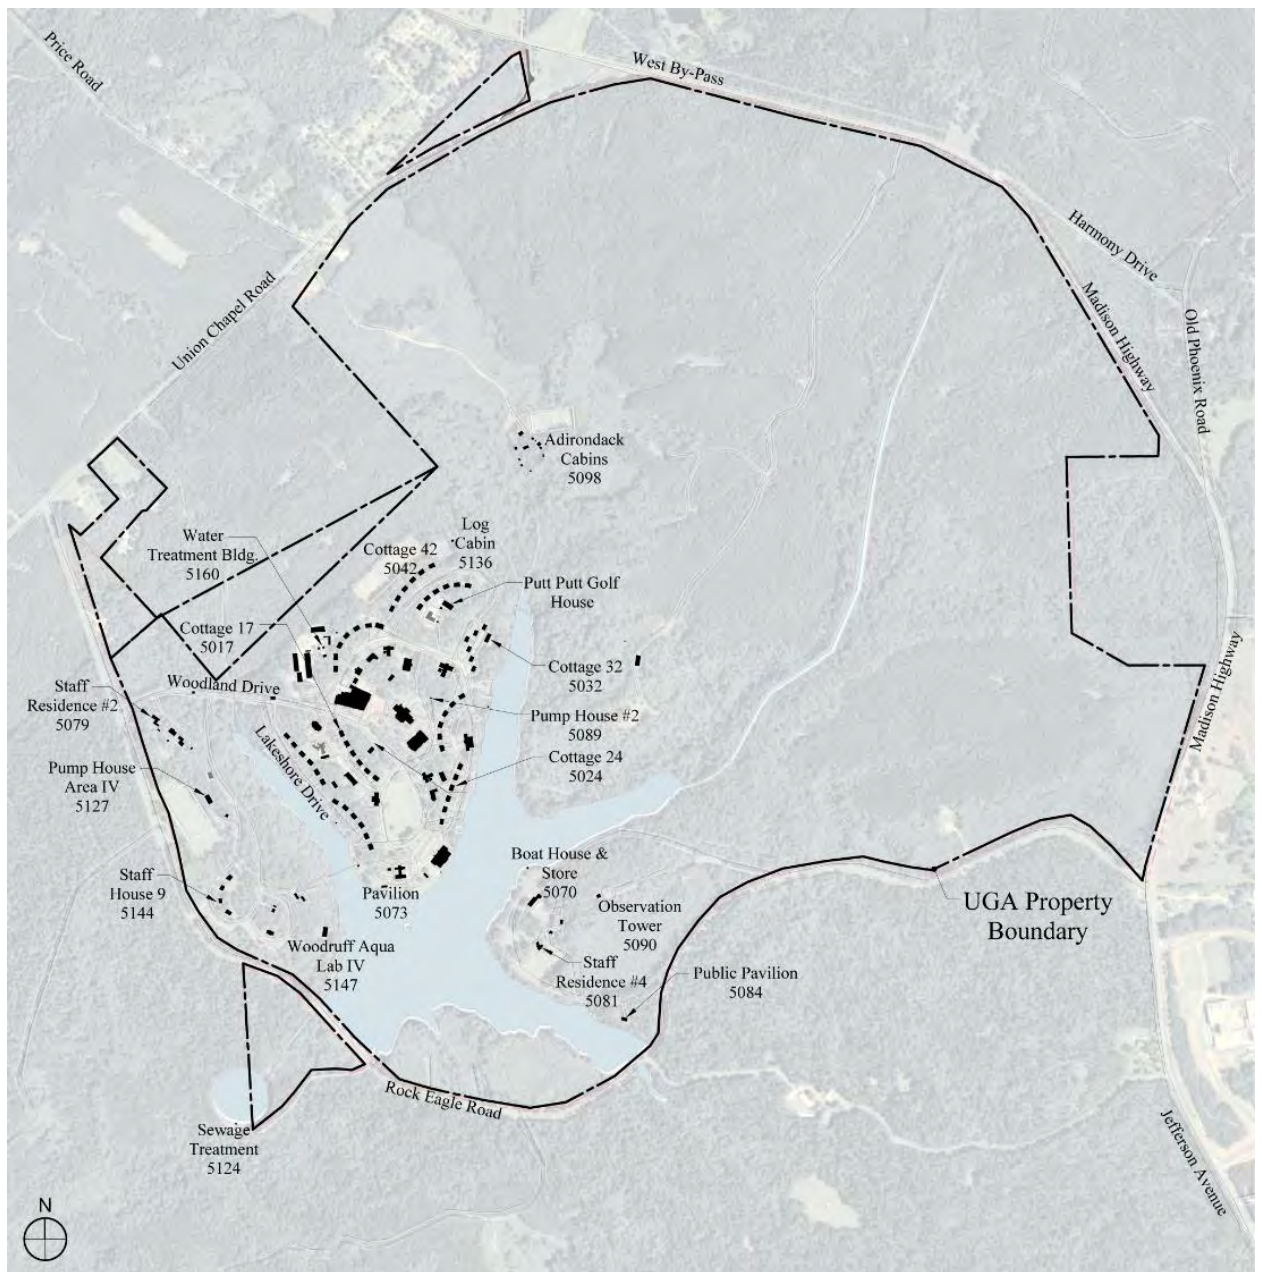 Price Road
West By-Pass
Harmony Drive
Madison Highway
Old Phoenix Road
Union Chapel Road
Adirondack
Cabins
5098
Log
Cabin
5136
Water
Treatment Bldg.
5160
Cottage 42
5042
Putt Putt Golf
House
Cottage 17
5017
Cottage 32
5032
Woodland Drive
Staff
Residence #2
5079
Pump House #2
5089
Madison Highway
Lakeshore Drive
Cottage 24
5024
Pump House
Area IV
5127
Boat House &
Store
5070
Staff
House 9
5144
Pavilion
5073
Observation
Tower
5090
UGA Property
Boundary
Woodruff Aqua
Lab IV
5147
Staff
Residence #4
5081
Public Pavilion
5084
Rock Eagle Road
Sewage
Treatment
5124
Jefferson Avenue
N